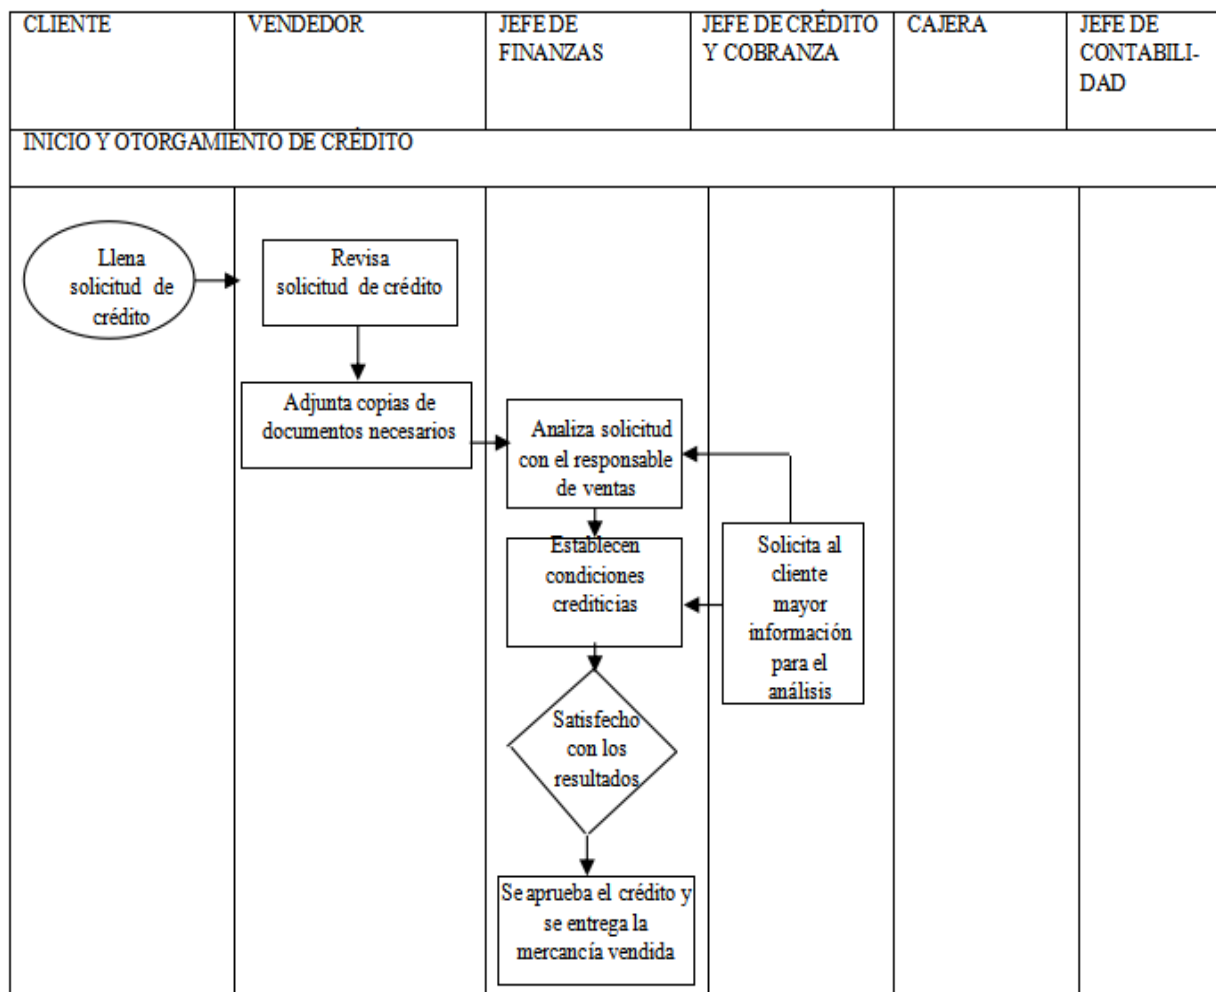 CLIENTE
VENDEDOR
JEFE DE
FINANZAS
JEFE DE CRÉDITO
Y COBRANZA
CAJERA
JEFE DE
CONTABILI-
DAD
INICIO Y OTORGAMIENTO DE CRÉDITO
Llena
solicitud de
crédito
Revisa
solicitud de crédito
Adjunta copias de
documentos necesarios
Analiza solicitud
con el responsable
de ventas
Establecen
condiciones
crediticias
Solicita al
cliente
mayor
información
para el
análisis
Satisfecho
con los
resultados
Se aprueba el crédito y
se entrega la
mercancía vendida